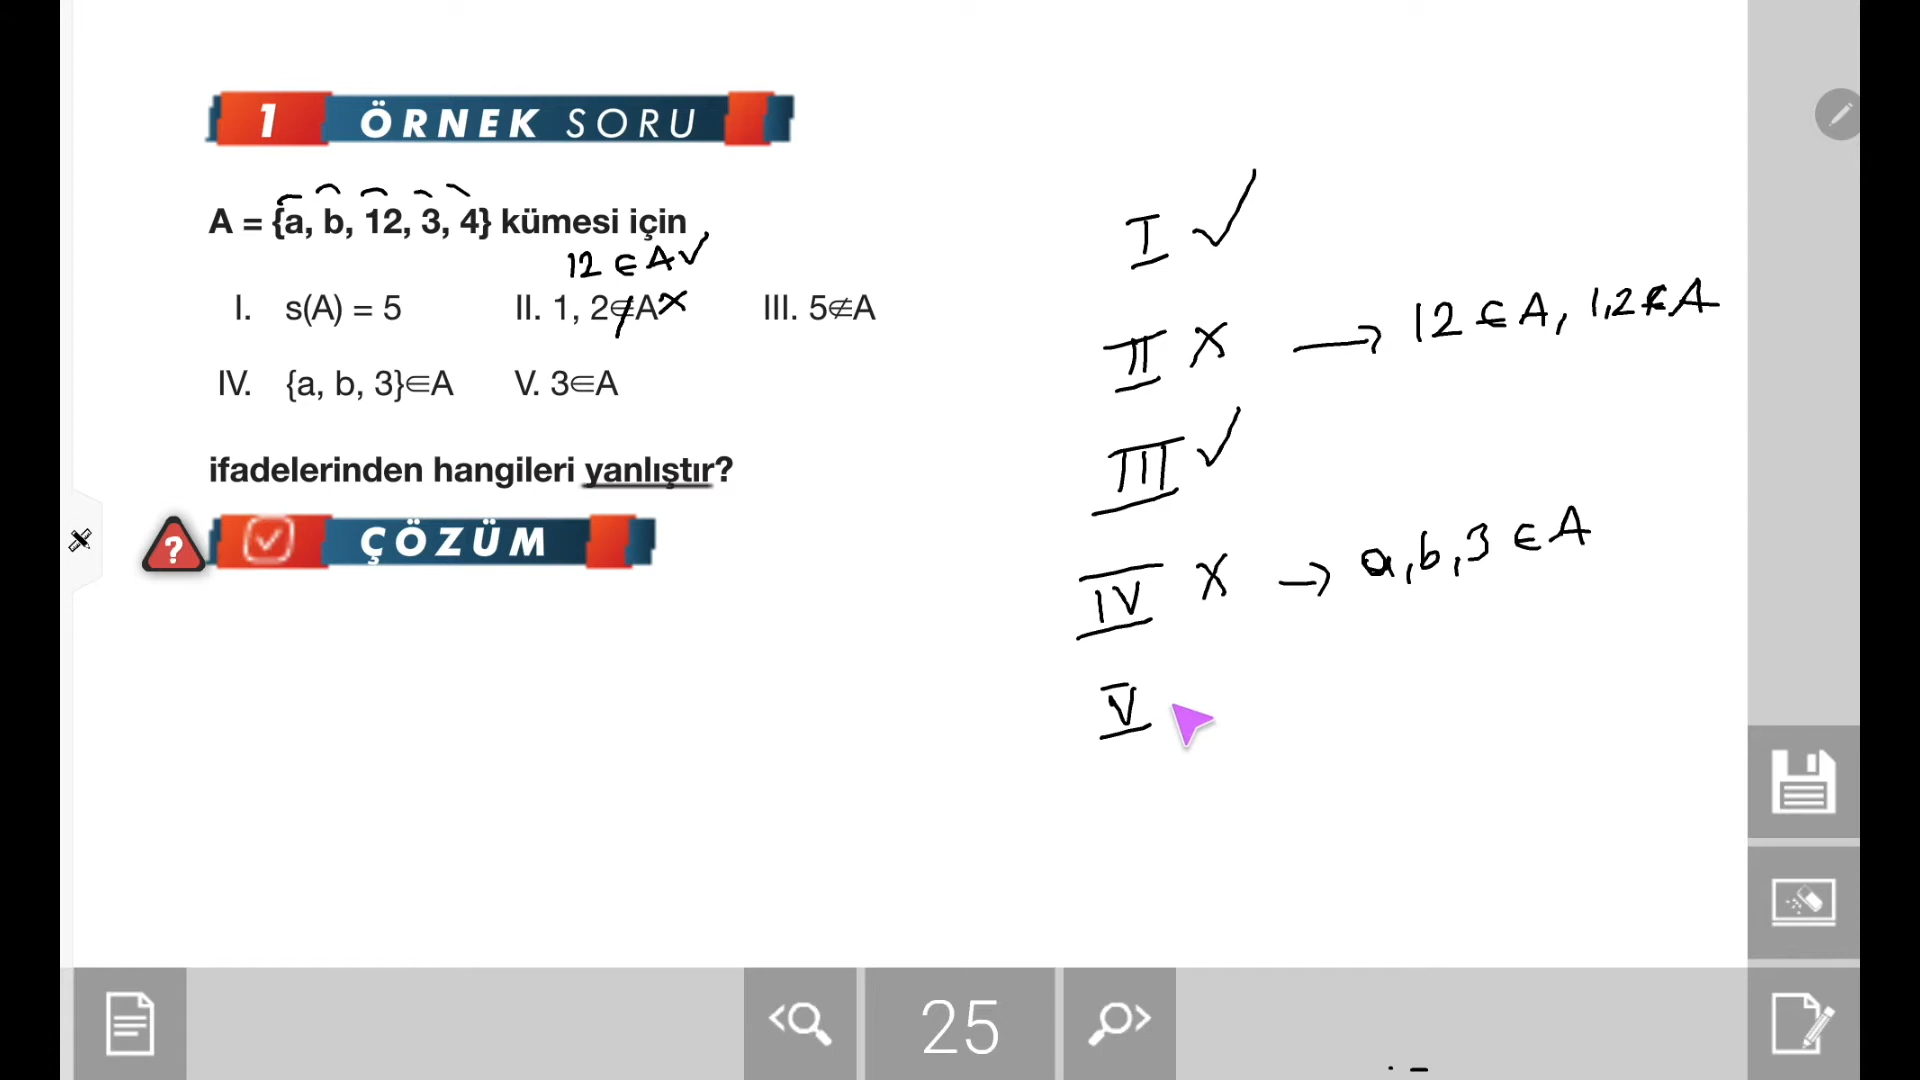 1 ÖRNEK SORU
A = {a, b, 12, 3, 4} kümesi için
12 ∈ A ✓
I. s(A) = 5 II. 1, 2∉A x III. 5∉A
IV. {a, b, 3}∈A V. 3∈A
ifadelerinden hangileri yanlıştır?
? ÇÖZÜM
I ✓
II X → 12 ∈ A, 1,2 ∉ A
III ✓
IV X → a, b, 3 ∈ A
V
25